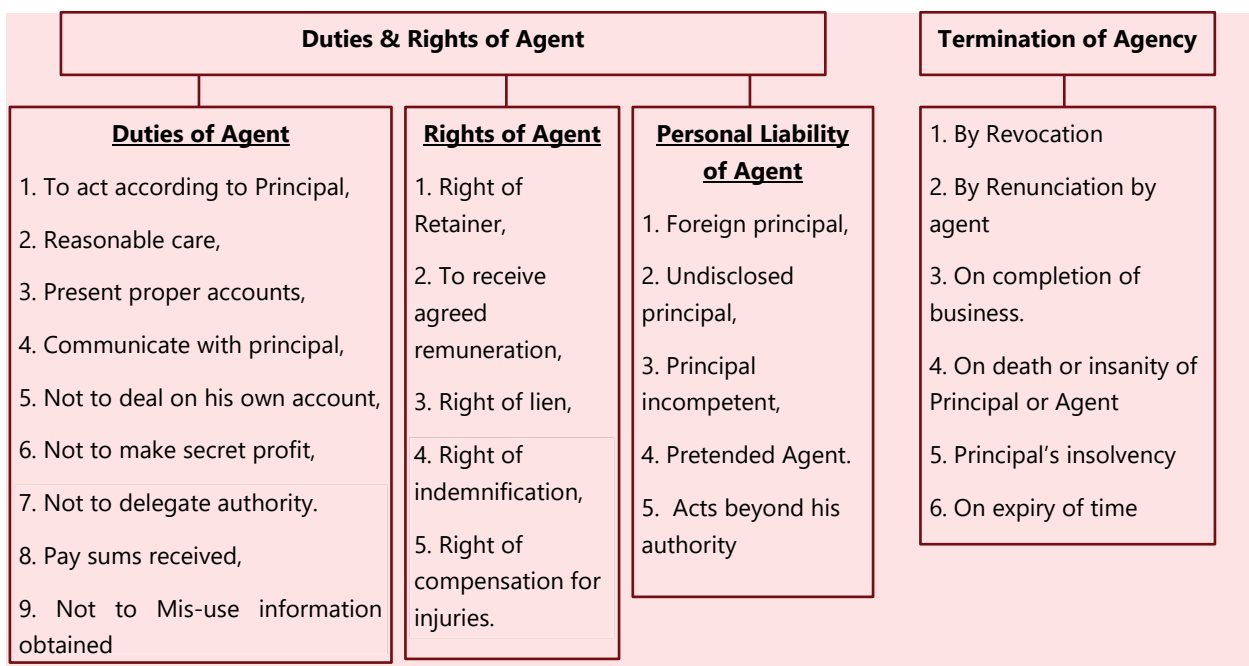 Duties & Rights of Agent
Termination of Agency
Duties of Agent
1. To act according to Principal,
2. Reasonable care,
3. Present proper accounts,
4. Communicate with principal,
5. Not to deal on his own account,
6. Not to make secret profit,
7. Not to delegate authority.
8. Pay sums received,
9. Not to Mis-use information
obtained
Rights of Agent
1. Right of
Retainer,
2. To receive
agreed
remuneration,
3. Right of lien,
4. Right of
indemnification,
5. Right of
compensation for
injuries.
Personal Liability
of Agent
1. Foreign principal,
2. Undisclosed
principal,
3. Principal
incompetent,
4. Pretended Agent.
5. Acts beyond his
authority
1. By Revocation
2. By Renunciation by
agent
3. On completion of
business.
4. On death or insanity of
Principal or Agent
5. Principal's insolvency
6. On expiry of time